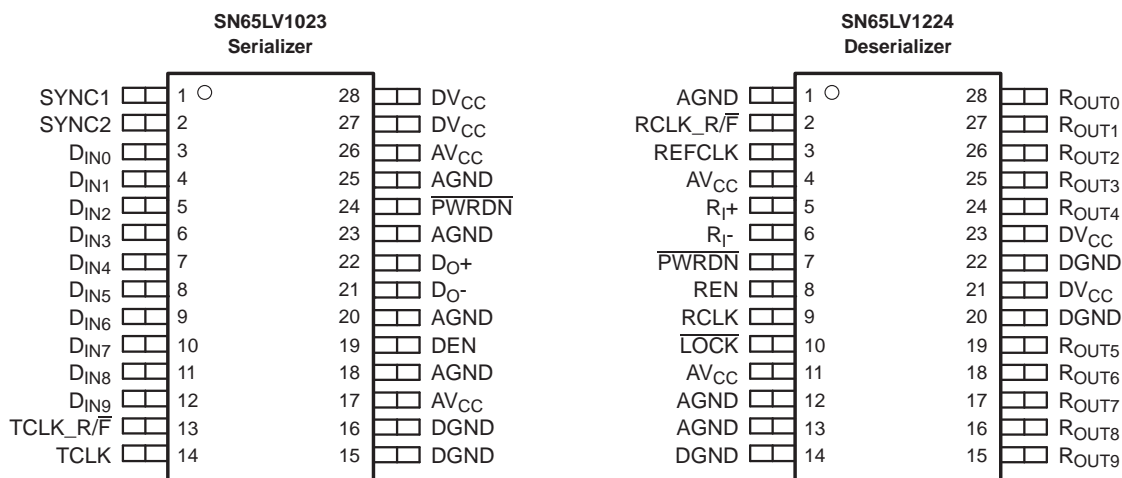 SN65LV1023
Serializer
SYNC1 1 28 DVCC
SYNC2 2 27 DVCC
DIN0 3 26 AVCC
DIN1 4 25 AGND
DIN2 5 24 PWRDN
DIN3 6 23 AGND
DIN4 7 22 DO+
DIN5 8 21 DO-
DIN6 9 20 AGND
DIN7 10 19 DEN
DIN8 11 18 AGND
DIN9 12 17 AVCC
TCLK_R/F 13 16 DGND
TCLK 14 15 DGND
SN65LV1224
Deserializer
AGND 1 28 ROUT0
RCLK_R/F 2 27 ROUT1
REFCLK 3 26 ROUT2
AVCC 4 25 ROUT3
RI+ 5 24 ROUT4
RI- 6 23 DVCC
PWRDN 7 22 DGND
REN 8 21 DVCC
RCLK 9 20 DGND
LOCK 10 19 ROUT5
AVCC 11 18 ROUT6
AGND 12 17 ROUT7
AGND 13 16 ROUT8
DGND 14 15 ROUT9